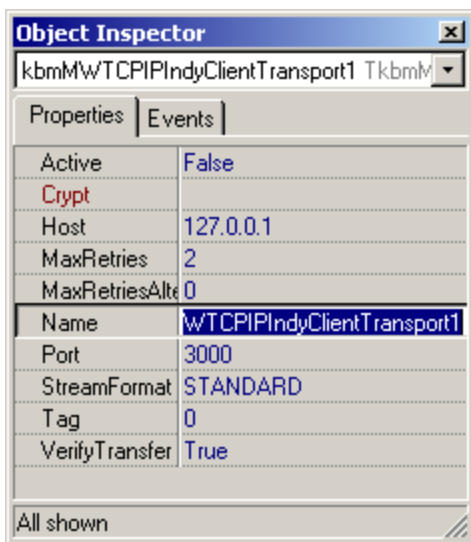 Object Inspector
kbmMWTCPIPIndyClientTransport1 TkbmM
Properties Events
Active False
Crypt
Host 127.0.0.1
MaxRetries 2
MaxRetriesAlte 0
Name WTCPIPIndyClientTransport1
Port 3000
StreamFormat STANDARD
Tag 0
VerifyTransfer True
All shown